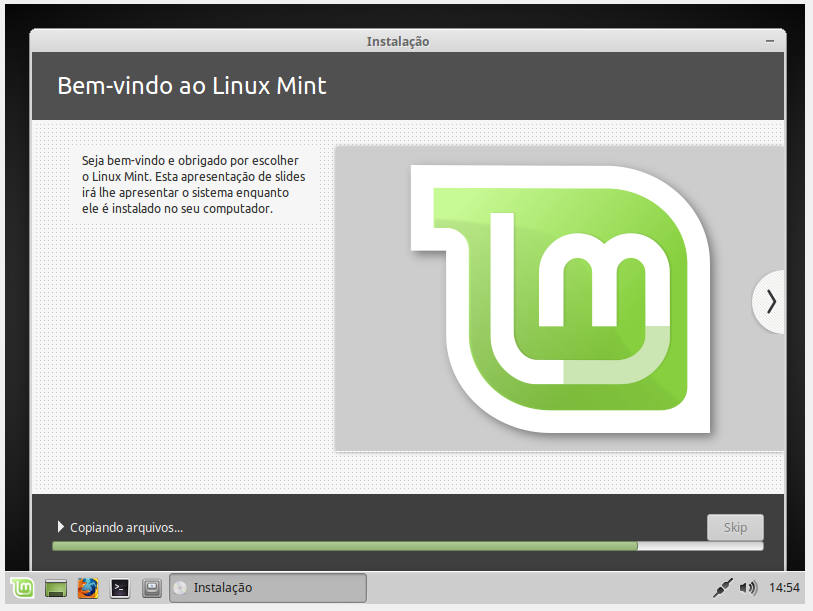 Instalação
Bem-vindo ao Linux Mint
Seja bem-vindo e obrigado por escolher
o Linux Mint. Esta apresentação de slides
irá lhe apresentar o sistema enquanto
ele é instalado no seu computador.
Copiando arquivos...
Skip
Instalação
14:54